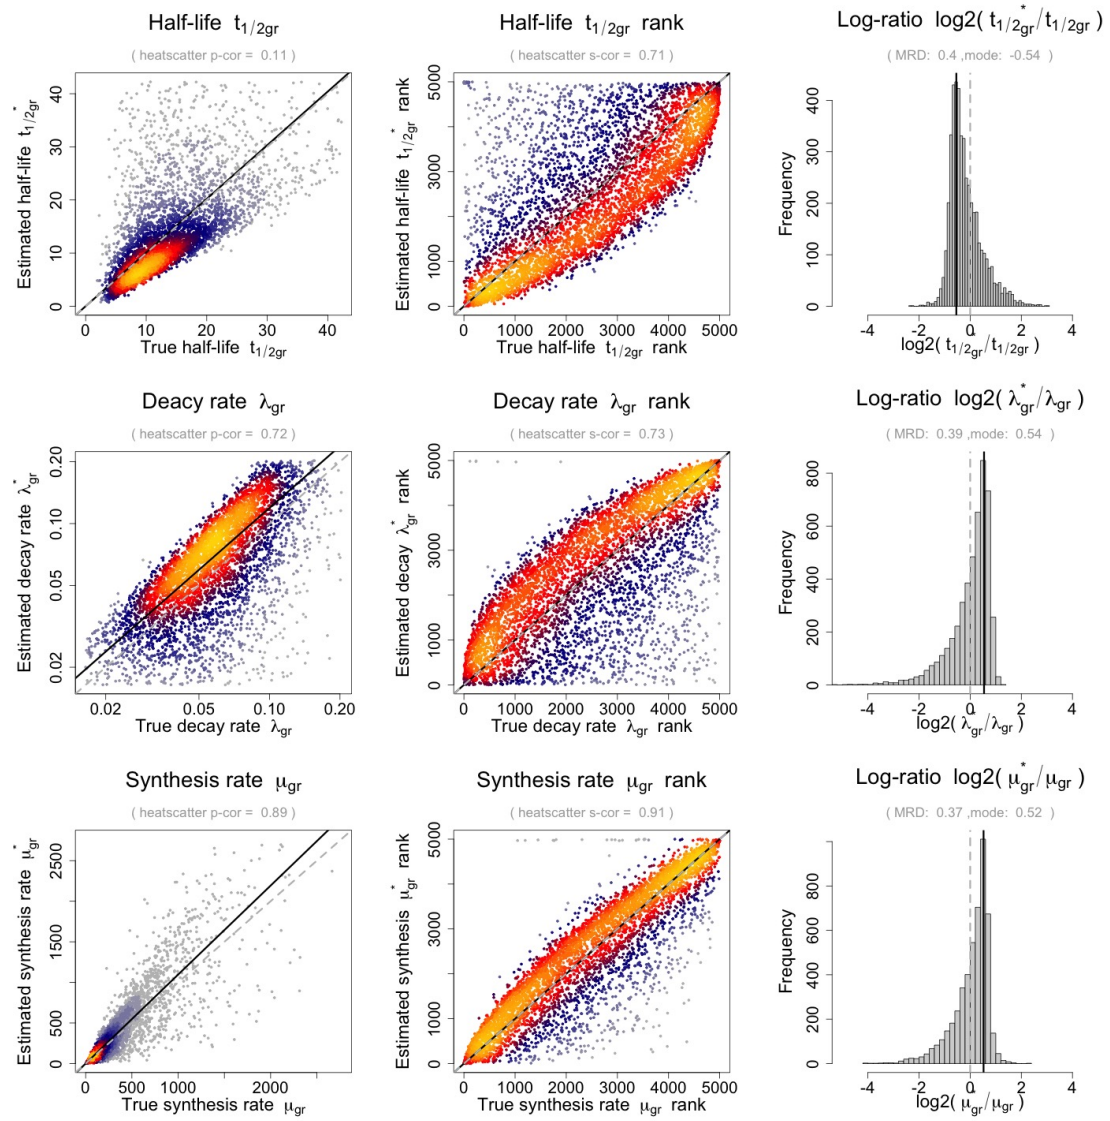 Half-life t1/2gr
( heatscatter p-cor = 0.11 )
Estimated half-life t*1/2gr
0 10 20 30 40
0 10 20 30 40
True half-life t1/2gr
Half-life t1/2gr rank
( heatscatter s-cor = 0.71 )
Estimated half-life t*1/2gr rank
0 1000 3000 5000
0 1000 2000 3000 4000 5000
True half-life t1/2gr rank
Log-ratio log2( t*1/2gr/t1/2gr )
( MRD: 0.4 ,mode: -0.54 )
Frequency
0 100 200 300 400
-4 -2 0 2 4
log2( t*1/2gr/t1/2gr )
Deacy rate λgr
( heatscatter p-cor = 0.72 )
Estimated decay rate λ*gr
0.02 0.05 0.10 0.20
0.02 0.05 0.10 0.20
True decay rate λgr
Decay rate λgr rank
( heatscatter s-cor = 0.73 )
Estimated decay λ*gr rank
0 1000 3000 5000
0 1000 2000 3000 4000 5000
True decay rate λgr rank
Log-ratio log2( λ*gr/λgr )
( MRD: 0.39 ,mode: 0.54 )
Frequency
0 200 400 600 800
-4 -2 0 2 4
log2( λ*gr/λgr )
Synthesis rate μgr
( heatscatter p-cor = 0.89 )
Estimated synthesis rate μ*gr
0 500 1500 2500
0 500 1000 2000
True synthesis rate μgr
Synthesis rate μgr rank
( heatscatter s-cor = 0.91 )
Estimated synthesis μ*gr rank
0 1000 3000 5000
0 1000 2000 3000 4000 5000
True synthesis rate μgr rank
Log-ratio log2( μ*gr/μgr )
( MRD: 0.37 ,mode: 0.52 )
Frequency
0 200 400 600 800
-4 -2 0 2 4
log2( μ*gr/μgr )